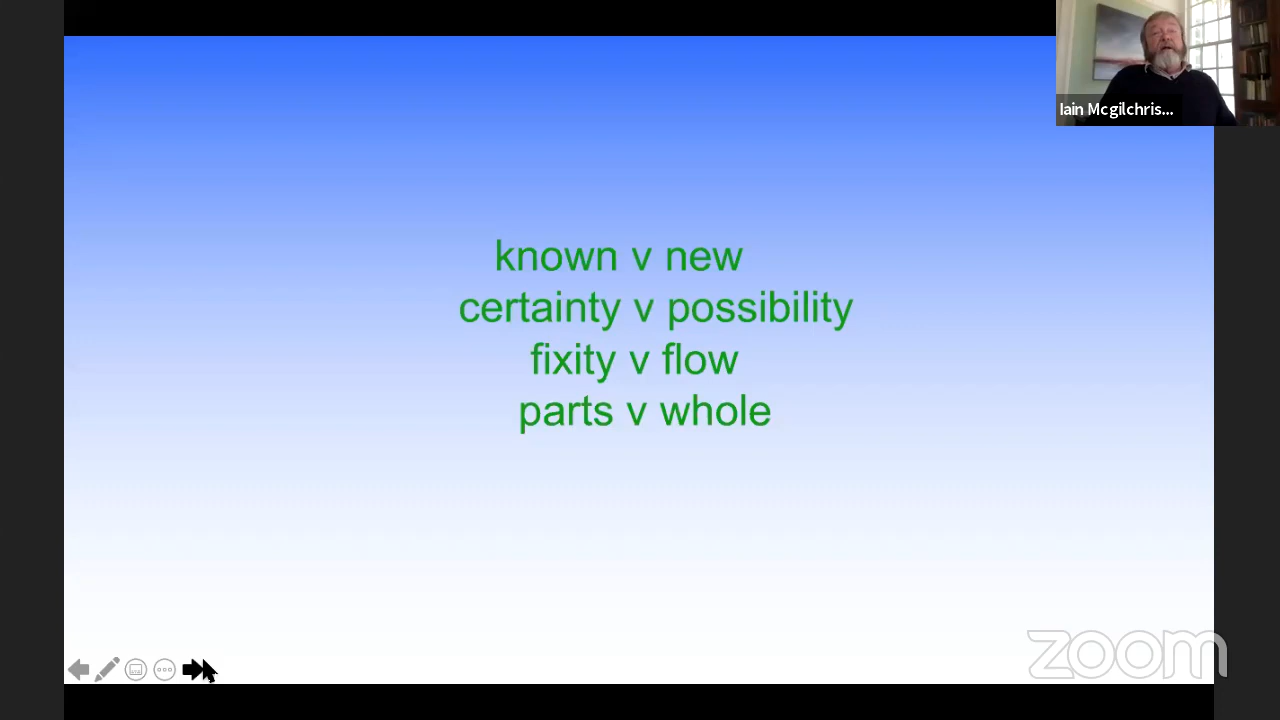 Iain Mcgilchris...
known v new
certainty v possibility
fixity v flow
parts v whole
zoom